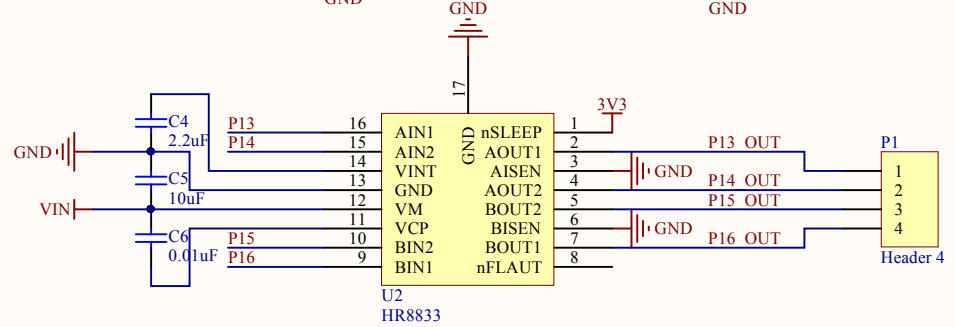 GND
GND
GND
17
3V3
P13
16
AIN1
GND
nSLEEP
1
C4
2.2uF
P14
15
AIN2
AOUT1
2
P13_OUT
P1
GND
14
VINT
AISEN
3
GND
1
C5
10uF
13
GND
AOUT2
4
P14_OUT
2
VIN
12
VM
BOUT2
5
P15_OUT
3
C6
0.01uF
11
VCP
BISEN
6
GND
4
P15
10
BIN2
BOUT1
7
P16_OUT
P16
9
BIN1
nFLAUT
8
Header 4
U2
HR8833